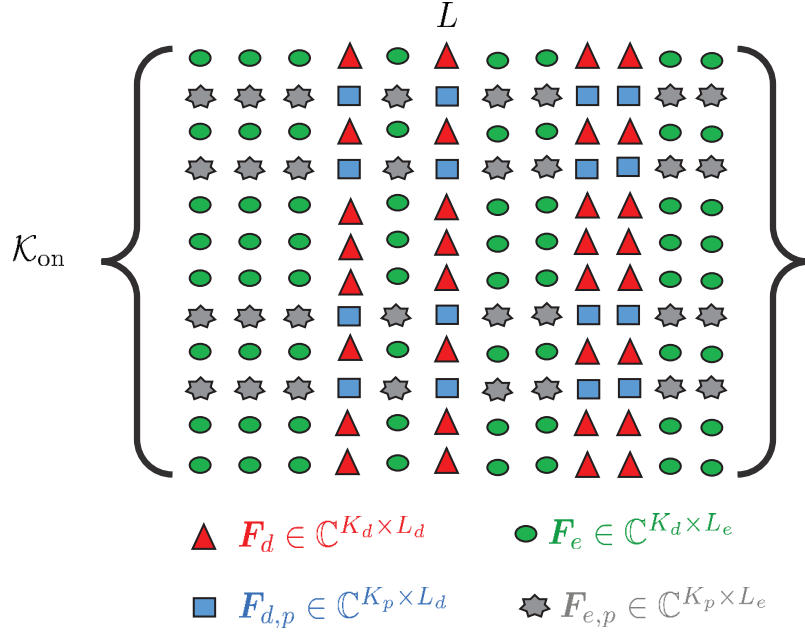 L
𝒦ₒₙ
F_d ∈ ℂ^{K_d×L_d}
F_e ∈ ℂ^{K_d×L_e}
F_{d,p} ∈ ℂ^{K_p×L_d}
F_{e,p} ∈ ℂ^{K_p×L_e}